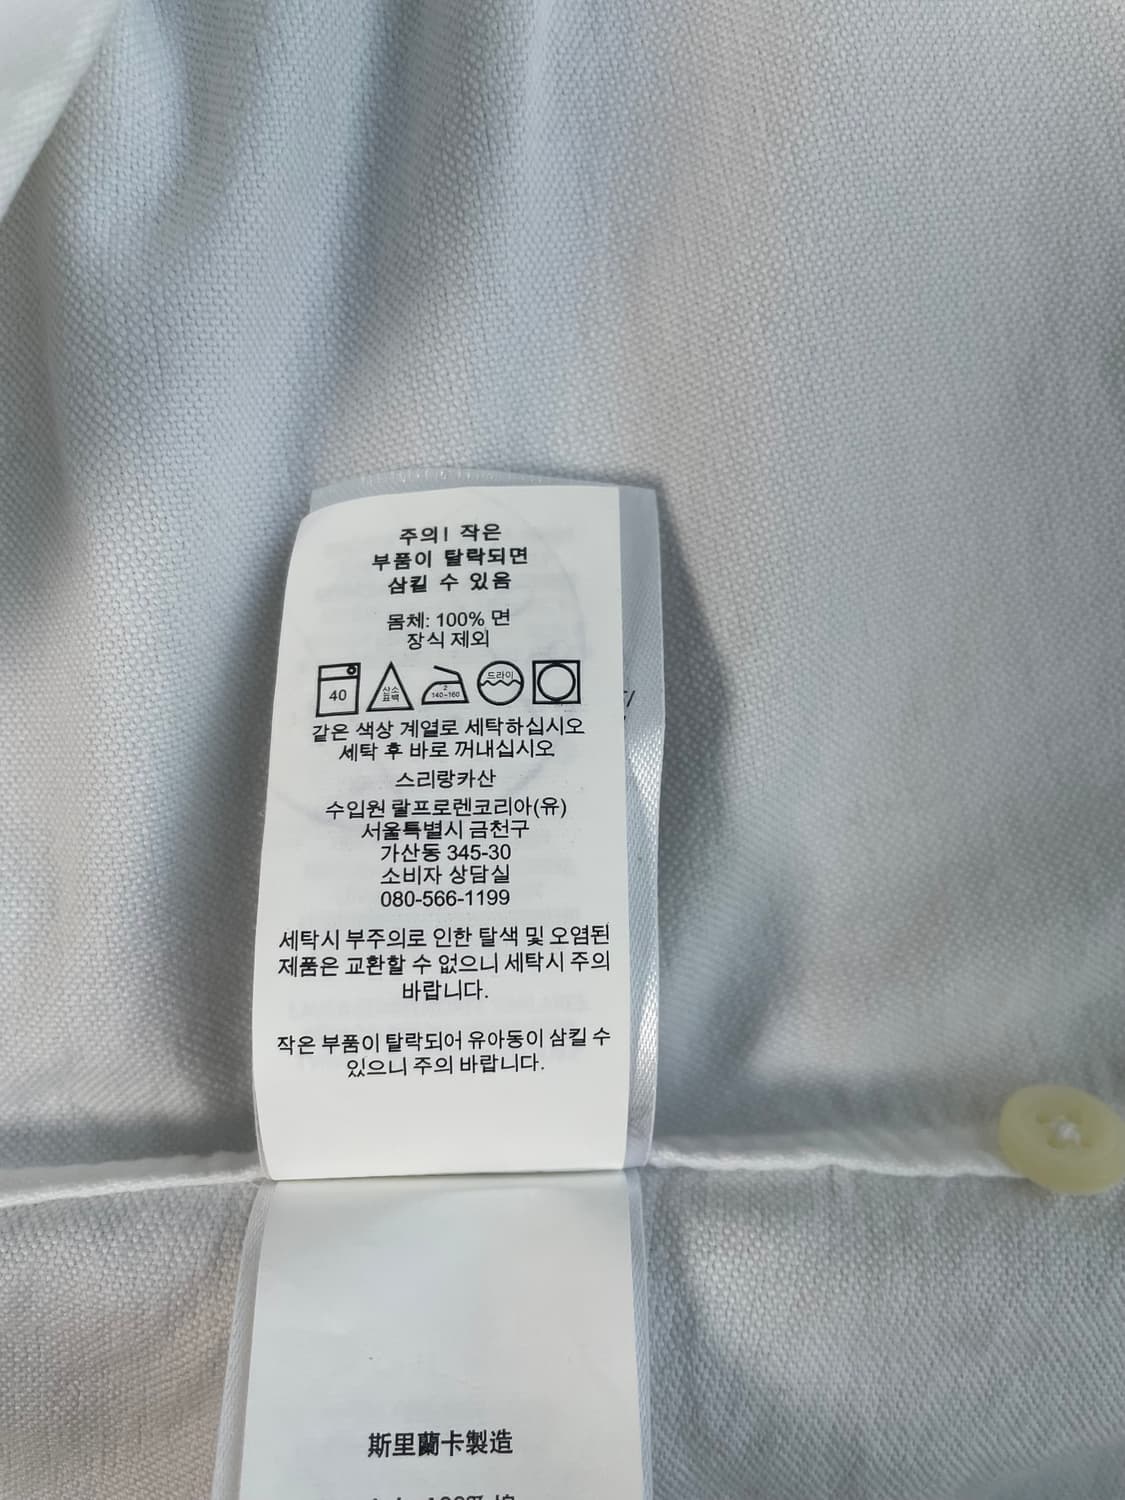 주의! 작은
부품이 탈락되면
삼킬 수 있음
몸체: 100% 면
장식 제외
40
산소
표백
2
140~160
드라이
같은 색상 계열로 세탁하십시오
세탁 후 바로 꺼내십시오
스리랑카산
수입원 랄프로렌코리아(유)
서울특별시 금천구
가산동 345-30
소비자 상담실
080-566-1199
세탁시 부주의로 인한 탈색 및 오염된
제품은 교환할 수 없으니 세탁시 주의
바랍니다.
작은 부품이 탈락되어 유아동이 삼킬 수
있으니 주의 바랍니다.
斯里蘭卡製造